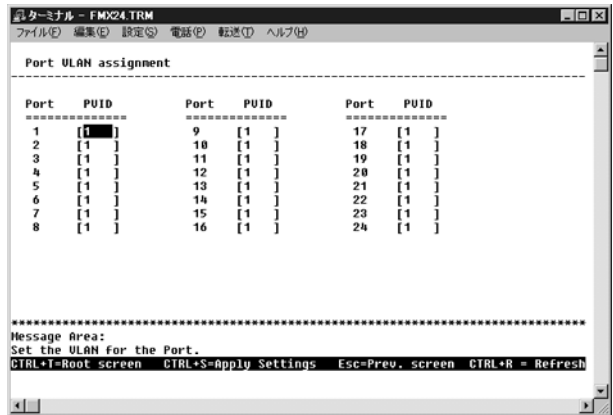 ターミナル - FMX24.TRM
ファイル(F) 編集(E) 設定(S) 電話(P) 転送(T) ヘルプ(H)
Port VLAN assignment
--------------------------------------------------------------------------------
Port PVID Port PVID Port PVID
============== ============== ==============
1 [1 ] 9 [1 ] 17 [1 ]
2 [1 ] 10 [1 ] 18 [1 ]
3 [1 ] 11 [1 ] 19 [1 ]
4 [1 ] 12 [1 ] 20 [1 ]
5 [1 ] 13 [1 ] 21 [1 ]
6 [1 ] 14 [1 ] 22 [1 ]
7 [1 ] 15 [1 ] 23 [1 ]
8 [1 ] 16 [1 ] 24 [1 ]
********************************************************************************
Message Area:
Set the VLAN for the Port.
CTRL+T=Root screen CTRL+S=Apply Settings Esc=Prev. screen CTRL+R = Refresh